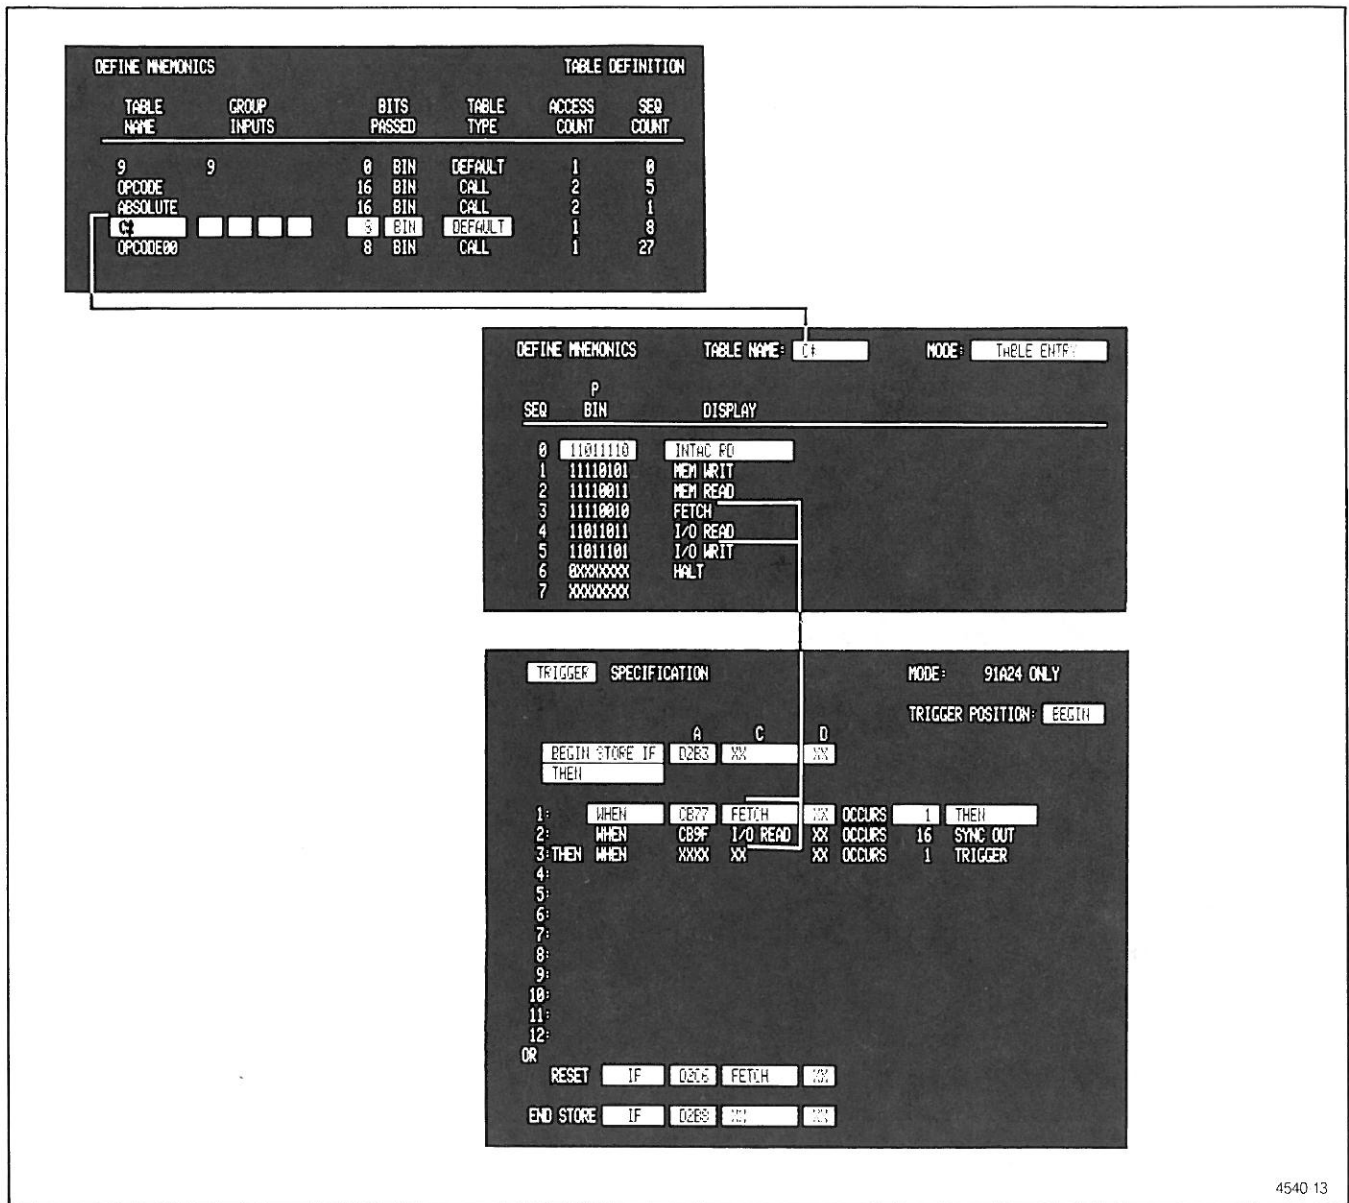 DEFINE MNEMONICS TABLE DEFINITION
TABLE GROUP BITS TABLE ACCESS SEQ
NAME INPUTS PASSED TYPE COUNT COUNT
9 9 0 BIN DEFAULT 1 0
OPCODE 16 BIN CALL 2 5
ABSOLUTE 16 BIN CALL 2 1
C# BIN DEFAULT 1 8
OPCODE00 8 BIN CALL 1 27
DEFINE MNEMONICS TABLE NAME: C# MODE: TABLE ENTRY
P
SEQ BIN DISPLAY
0 11011110 INTAC RD
1 11110101 MEM WRIT
2 11110011 MEM READ
3 11110010 FETCH
4 11011011 I/O READ
5 11011101 I/O WRIT
6 0XXXXXXX HALT
7 XXXXXXXX
TRIGGER SPECIFICATION MODE: 91A24 ONLY
TRIGGER POSITION: BEGIN
A C D
BEGIN STORE IF D2B3 XX XX
THEN
1: WHEN CB77 FETCH XX OCCURS 1 THEN
2: WHEN CB9F I/O READ XX OCCURS 16 SYNC OUT
3:THEN WHEN XXXX XX XX OCCURS 1 TRIGGER
4:
5:
6:
7:
8:
9:
10:
11:
12:
OR
RESET IF D2C6 FETCH XX
END STORE IF D2B8 XX XX
4540-13